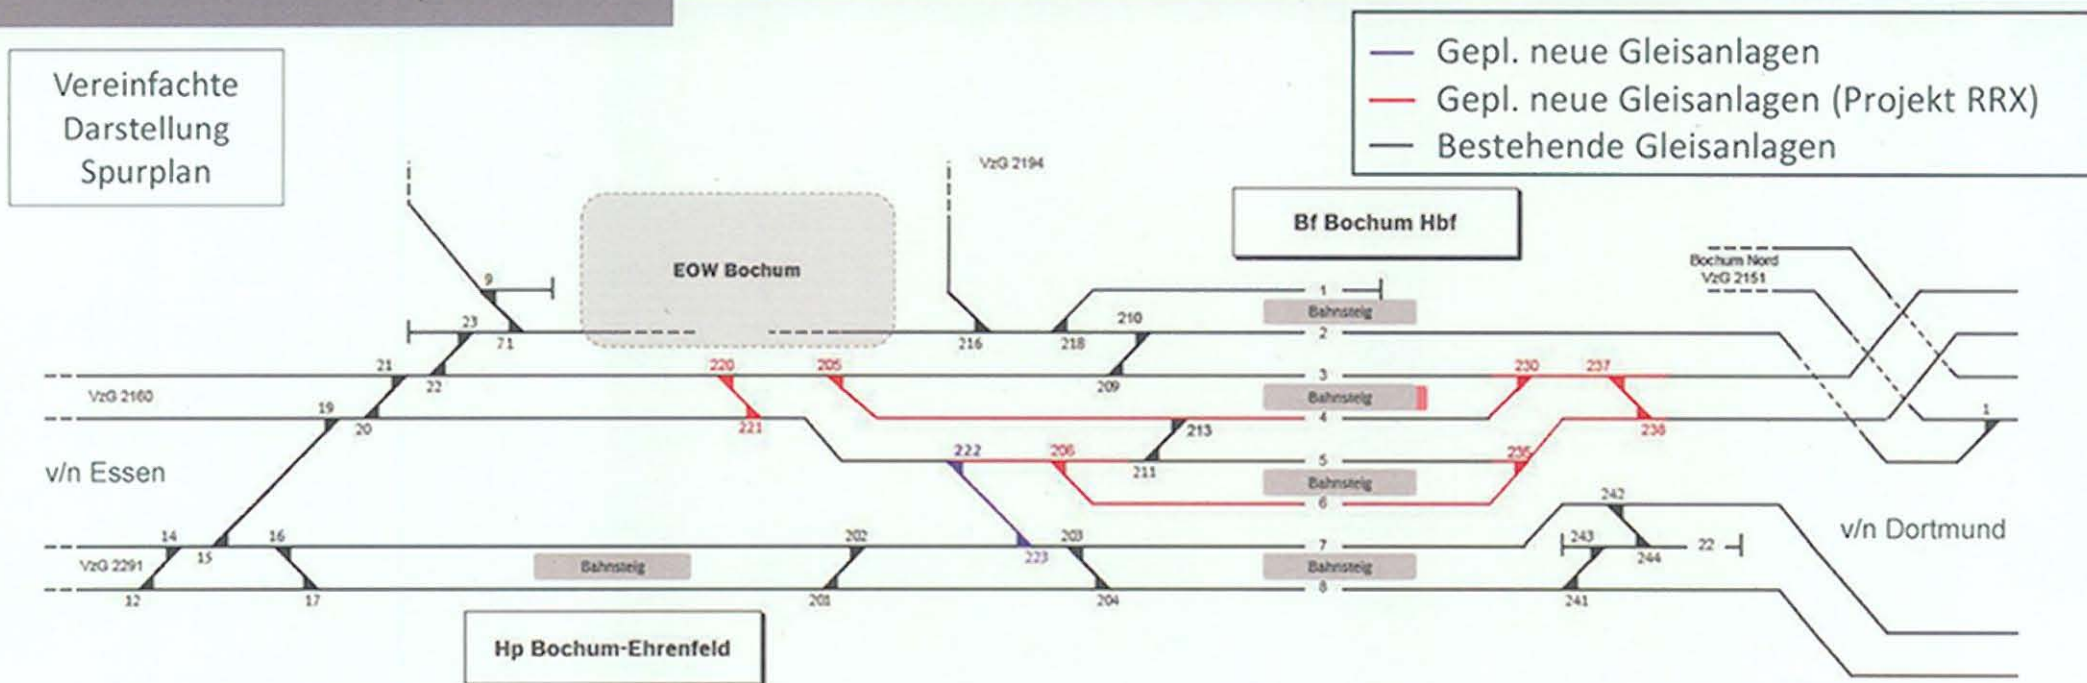 Vereinfachte
Darstellung
Spurplan
Gepl. neue Gleisanlagen
Gepl. neue Gleisanlagen (Projekt RRX)
Bestehende Gleisanlagen
VzG 2194
Bf Bochum Hbf
EOW Bochum
Bochum Nord
VzG 2151
9
1
Bahnsteig
23
210
71
216
218
2
21
220
205
3
230
237
22
209
VzG 2160
Bahnsteig
19
4
1
20
221
213
238
v/n Essen
222
206
5
235
211
Bahnsteig
6
242
v/n Dortmund
14
16
202
203
7
243
22
15
223
244
VzG 2291
Bahnsteig
Bahnsteig
8
12
17
201
204
241
Hp Bochum-Ehrenfeld